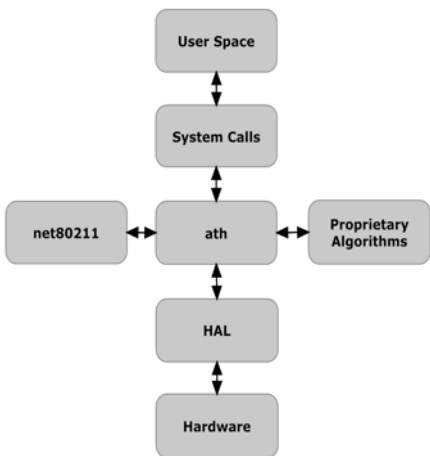 User Space
System Calls
net80211
ath
Proprietary
Algorithms
HAL
Hardware